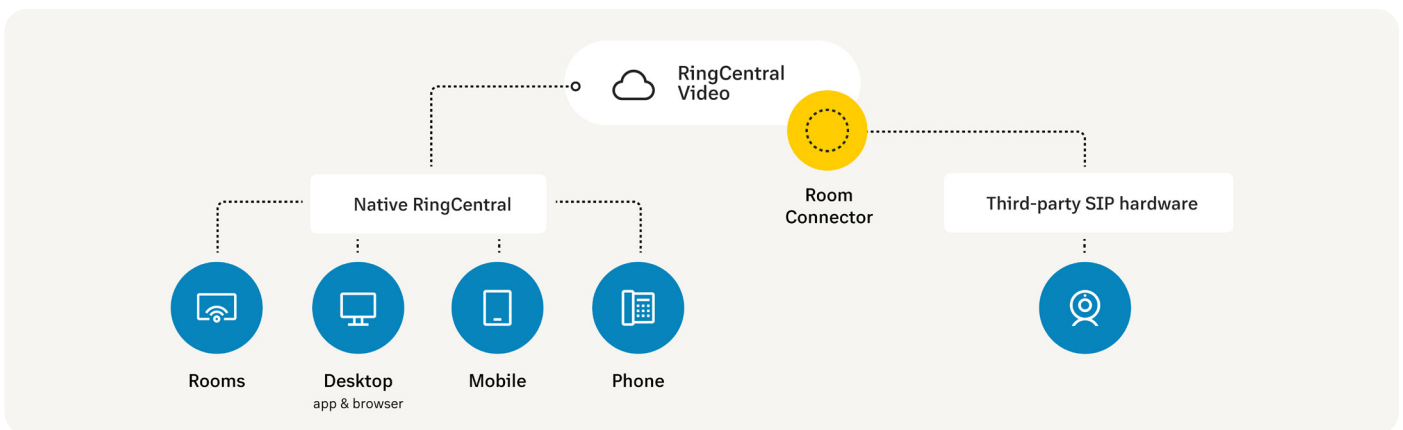 RingCentral
Video
Room
Connector
Native RingCentral
Third-party SIP hardware
Rooms
Desktop
app & browser
Mobile
Phone